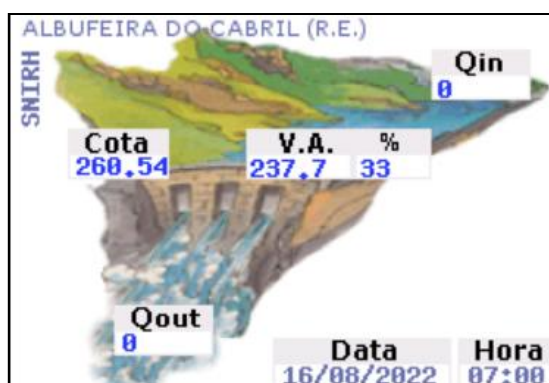 ALBUFEIRA DO CABRIL (R.E.)
SNIRH
Qin
0
Cota
260.54
V.A. %
237.7 33
Qout
0
Data Hora
16/08/2022 07:00